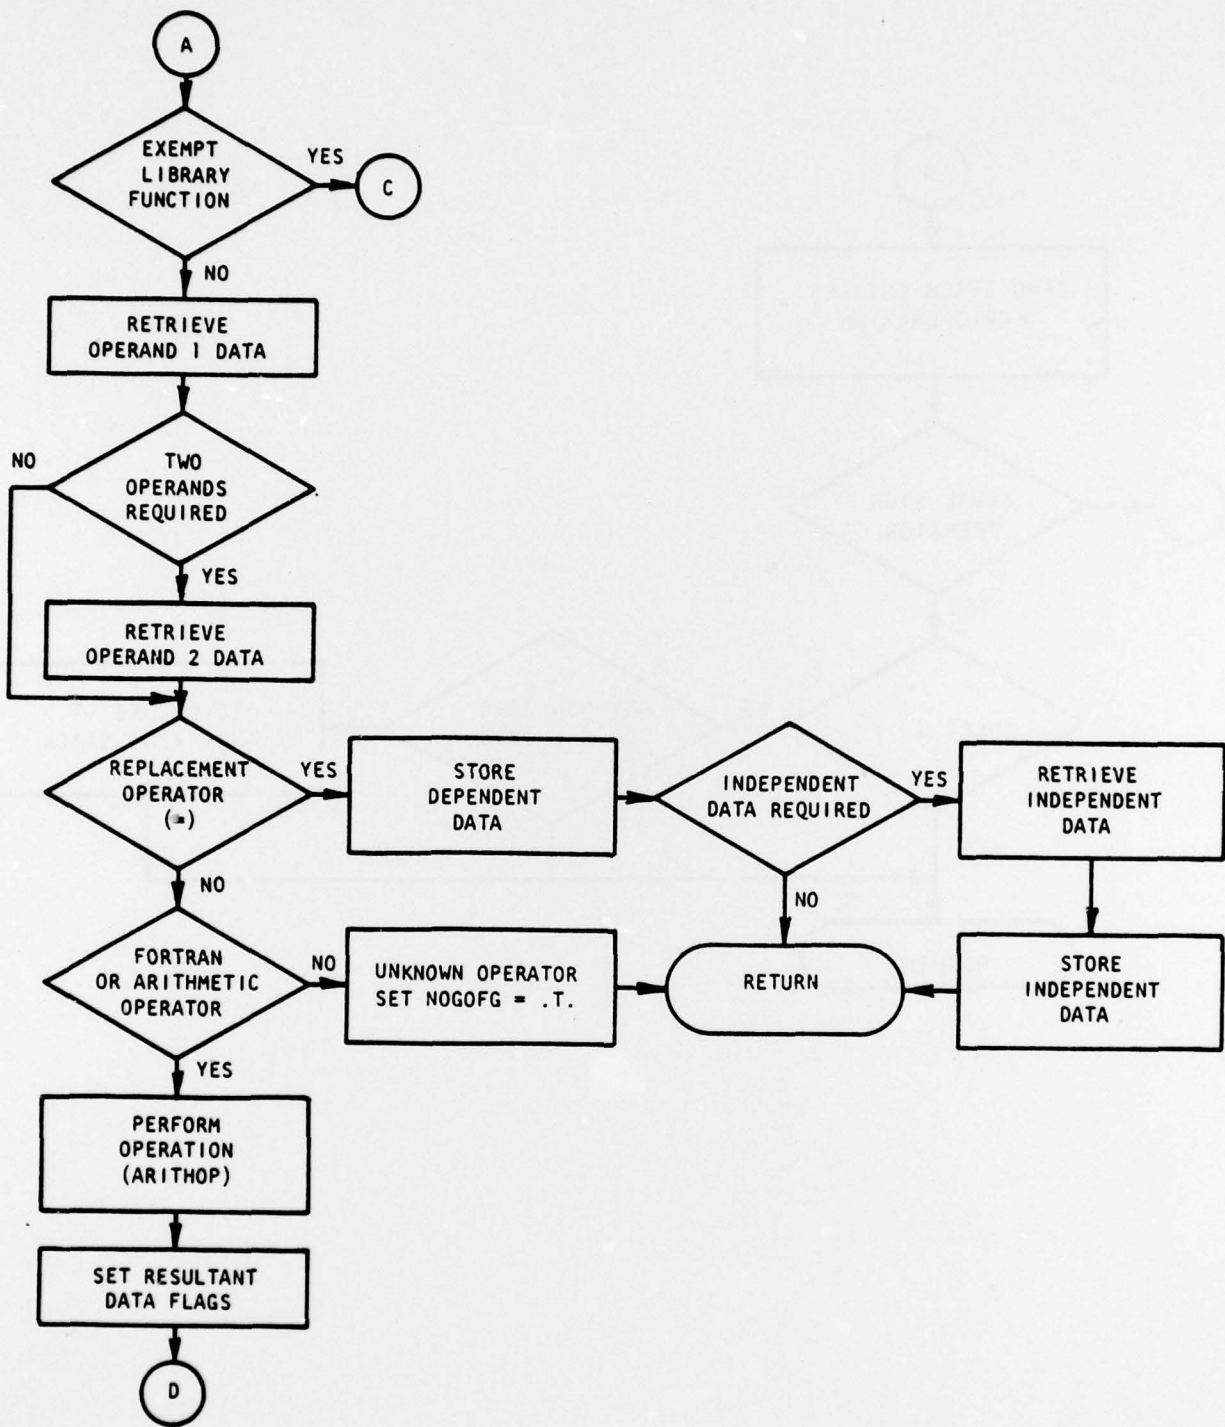 A
EXEMPT
LIBRARY
FUNCTION
YES
C
NO
RETRIEVE
OPERAND 1 DATA
NO
TWO
OPERANDS
REQUIRED
YES
RETRIEVE
OPERAND 2 DATA
REPLACEMENT
OPERATOR
(=)
YES
STORE
DEPENDENT
DATA
INDEPENDENT
DATA REQUIRED
YES
RETRIEVE
INDEPENDENT
DATA
NO
NO
FORTRAN
OR ARITHMETIC
OPERATOR
NO
UNKNOWN OPERATOR
SET NOGOFG = .T.
RETURN
STORE
INDEPENDENT
DATA
YES
PERFORM
OPERATION
(ARITHOP)
SET RESULTANT
DATA FLAGS
D